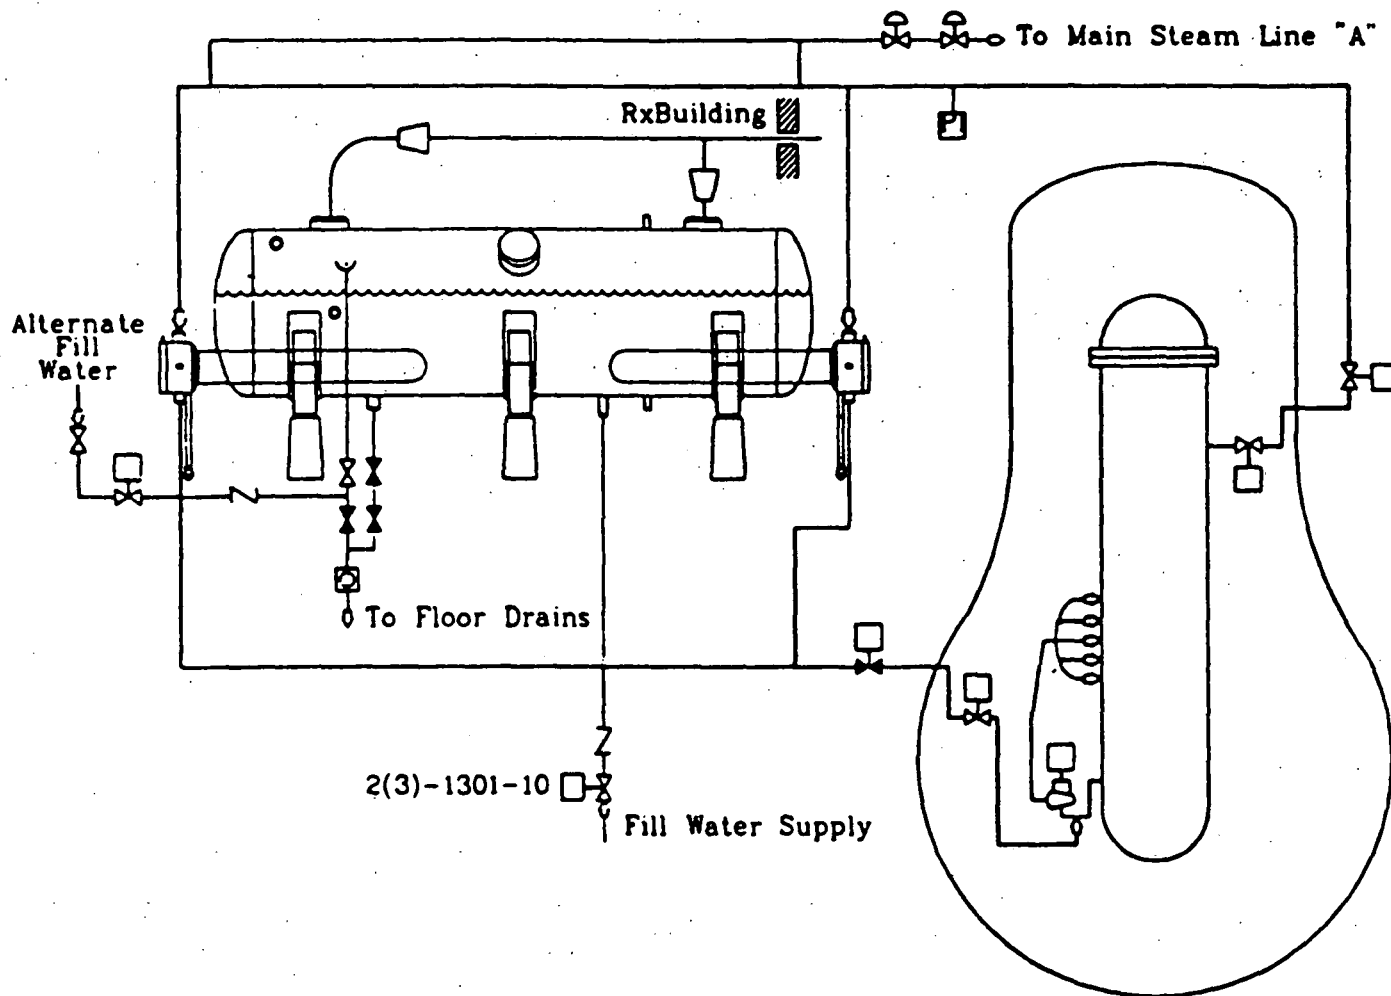 To Main Steam Line "A"
RxBuilding
P
Alternate
Fill
Water
To Floor Drains
2(3)-1301-10
Fill Water Supply